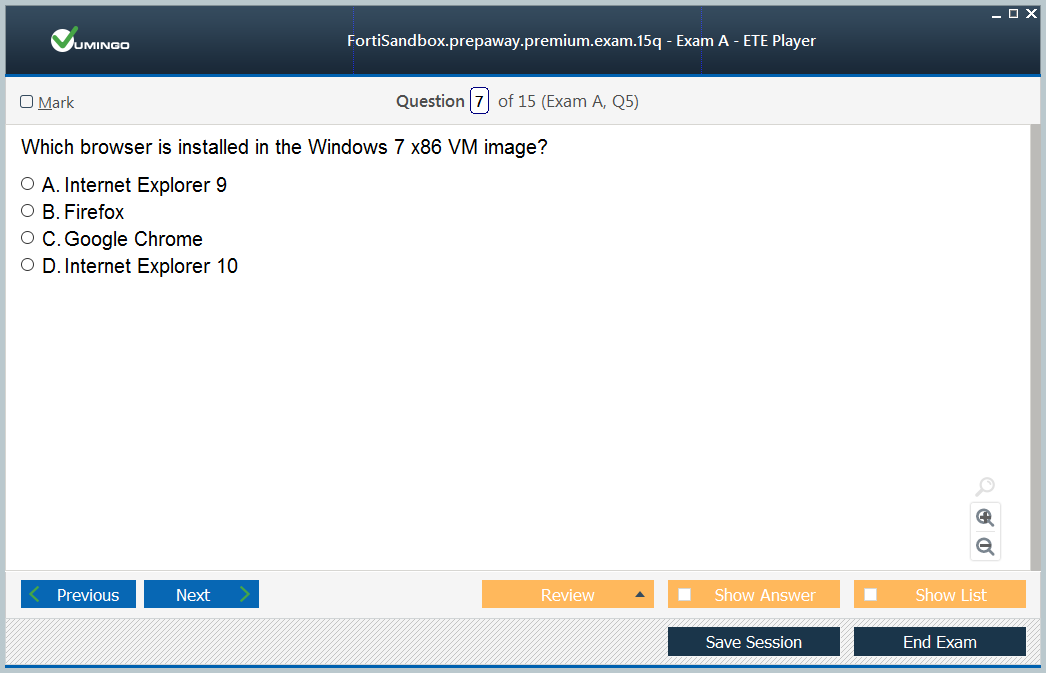 VUMINGO
FortiSandbox.prepaway.premium.exam.15q - Exam A - ETE Player
Mark
Question 7 of 15 (Exam A, Q5)
Which browser is installed in the Windows 7 x86 VM image?
A. Internet Explorer 9
B. Firefox
C. Google Chrome
D. Internet Explorer 10
Previous
Next
Review
Show Answer
Show List
Save Session
End Exam